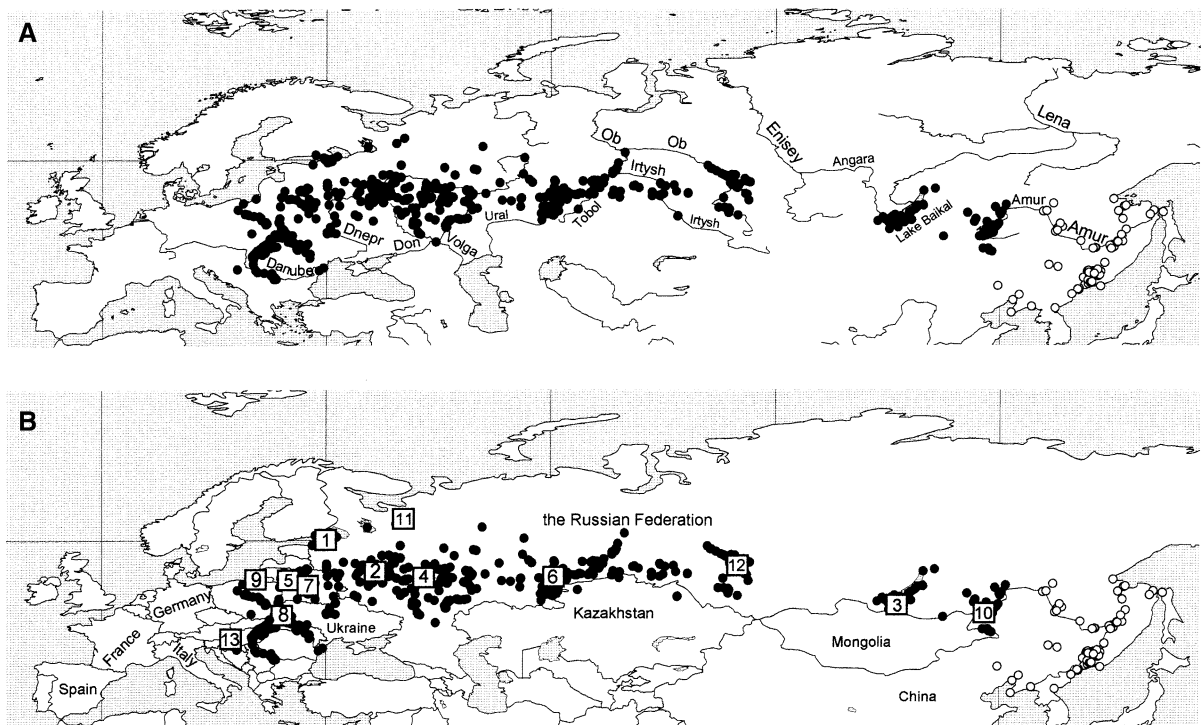 A
Ob
Ob
Irtysh
Irtysh
Tobol
Ural
Enisey
Angara
Lena
Lake Baikal
Amur
Amur
Dnepr
Don
Volga
Danube
B
the Russian Federation
11
1
2
4
6
12
9
5
7
8
13
3
10
Germany
France
Italy
Spain
Ukraine
Kazakhstan
Mongolia
China